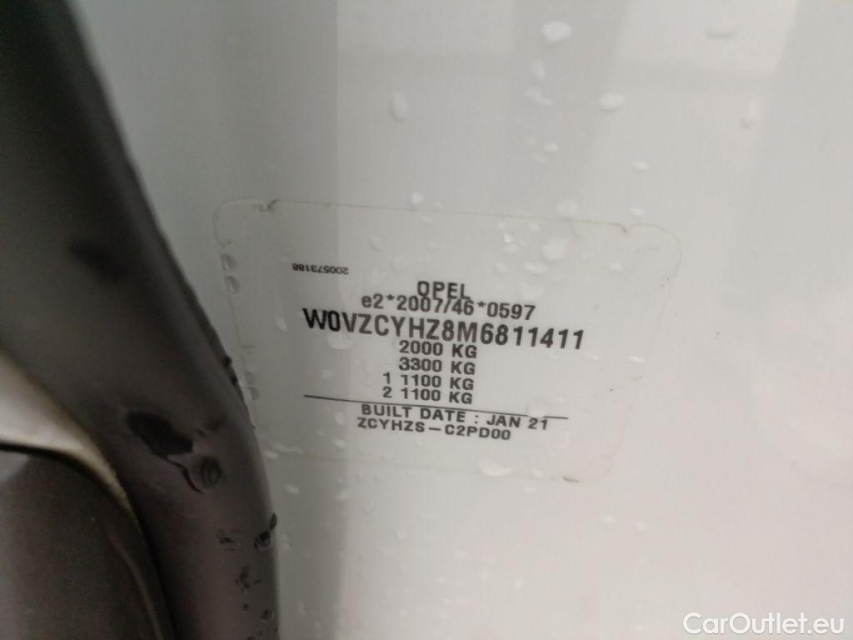 200573188
OPEL
e2*2007/46*0597
W0VZCYHZ8M6811411
2000 KG
3300 KG
1 1100 KG
2 1100 KG
BUILT DATE : JAN 21
ZCYHZS-C2PD00
CarOutlet.eu